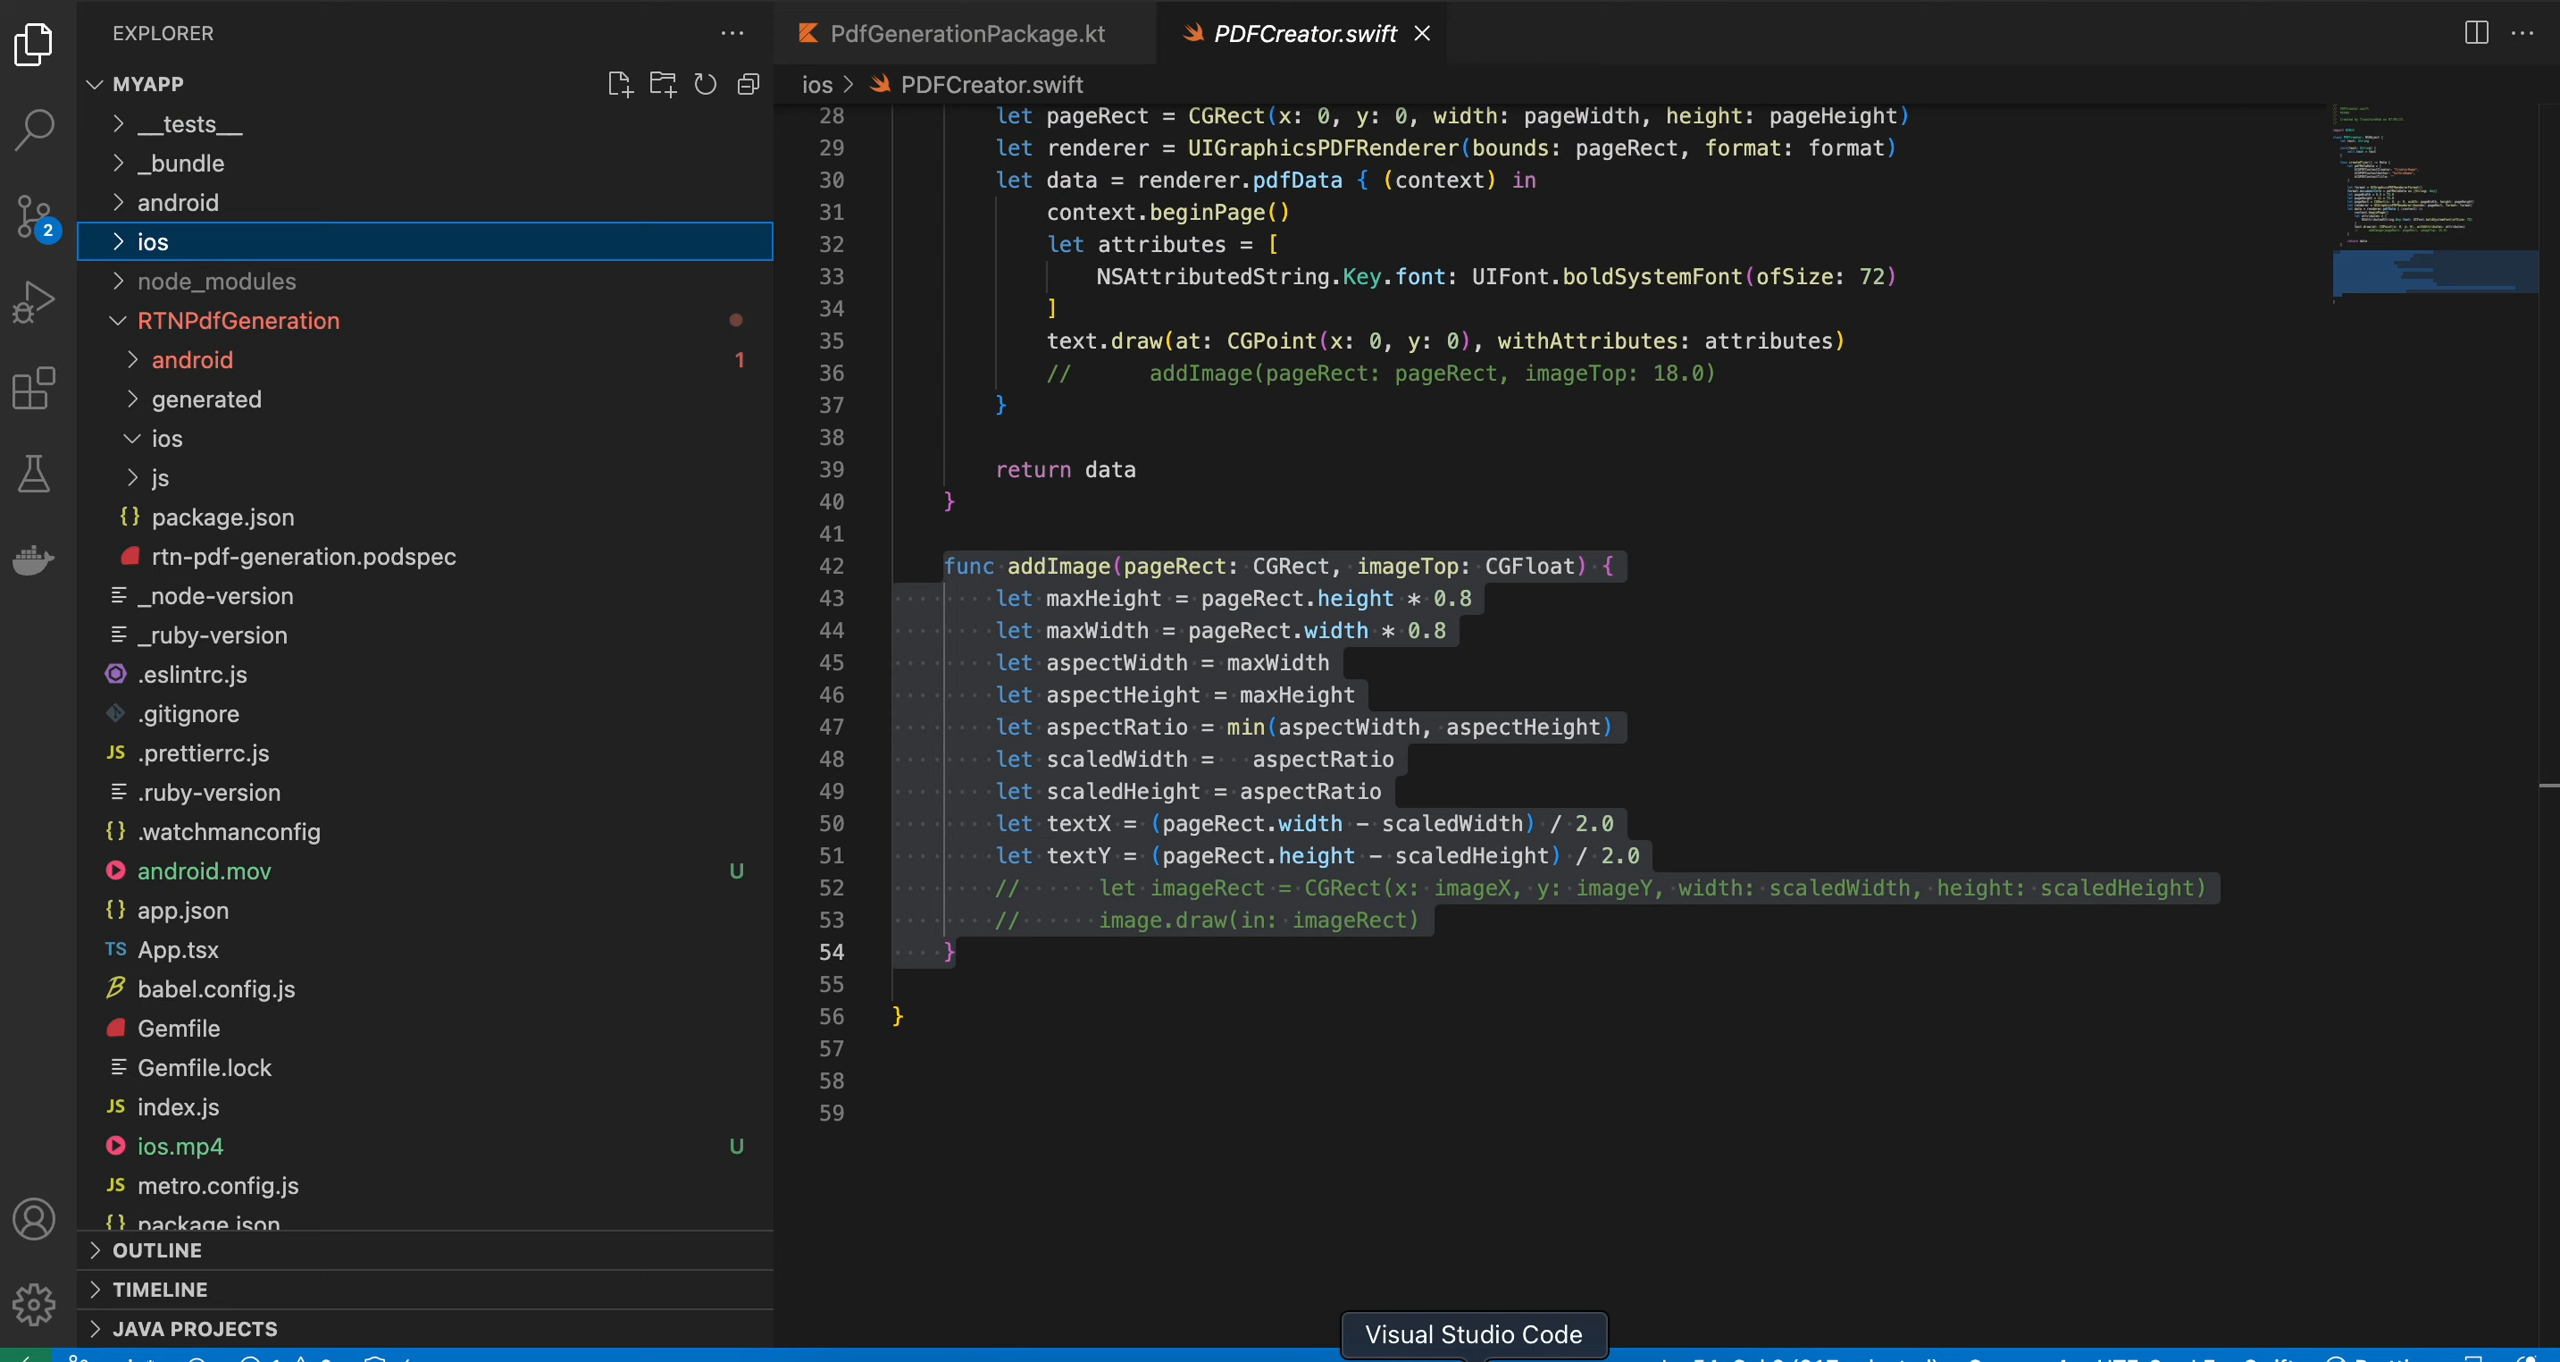 EXPLORER
MYAPP
__tests__
_bundle
android
ios
node_modules
RTNPdfGeneration
android 1
generated
ios
js
{} package.json
rtn-pdf-generation.podspec
_node-version
_ruby-version
.eslintrc.js
.gitignore
JS .prettierrc.js
.ruby-version
{} .watchmanconfig
android.mov U
{} app.json
TS App.tsx
babel.config.js
Gemfile
Gemfile.lock
JS index.js
ios.mp4 U
JS metro.config.js
{} package.json
OUTLINE
TIMELINE
JAVA PROJECTS
2
PdfGenerationPackage.kt
PDFCreator.swift
ios > PDFCreator.swift
28 let pageRect = CGRect(x: 0, y: 0, width: pageWidth, height: pageHeight)
29 let renderer = UIGraphicsPDFRenderer(bounds: pageRect, format: format)
30 let data = renderer.pdfData { (context) in
31 context.beginPage()
32 let attributes = [
33 NSAttributedString.Key.font: UIFont.boldSystemFont(ofSize: 72)
34 ]
35 text.draw(at: CGPoint(x: 0, y: 0), withAttributes: attributes)
36 // addImage(pageRect: pageRect, imageTop: 18.0)
37 }
38
39 return data
40 }
41
42 func addImage(pageRect: CGRect, imageTop: CGFloat) {
43 let maxHeight = pageRect.height * 0.8
44 let maxWidth = pageRect.width * 0.8
45 let aspectWidth = maxWidth
46 let aspectHeight = maxHeight
47 let aspectRatio = min(aspectWidth, aspectHeight)
48 let scaledWidth = aspectRatio
49 let scaledHeight = aspectRatio
50 let textX = (pageRect.width - scaledWidth) / 2.0
51 let textY = (pageRect.height - scaledHeight) / 2.0
52 // let imageRect = CGRect(x: imageX, y: imageY, width: scaledWidth, height: scaledHeight)
53 // image.draw(in: imageRect)
54 }
55
56 }
57
58
59
Visual Studio Code